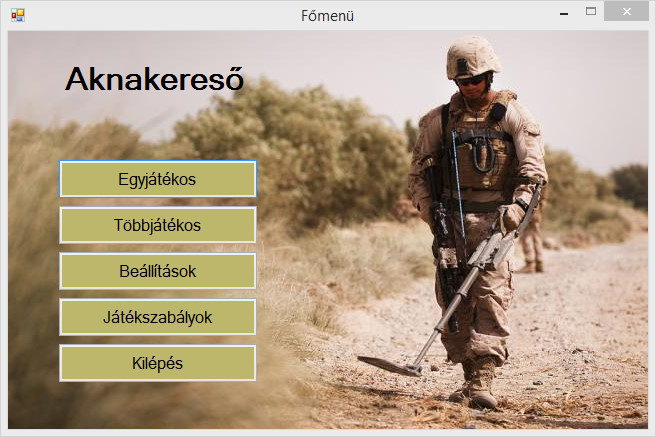 Főmenü
Aknakereső
Egyjátékos
Többjátékos
Beállítások
Játékszabályok
Kilépés